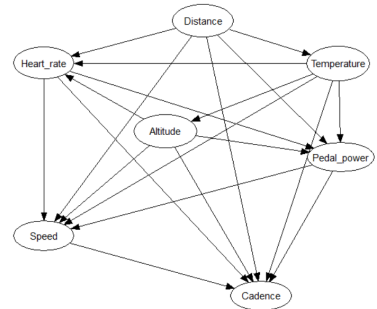 Distance
Heart_rate
Temperature
Altitude
Pedal_power
Speed
Cadence